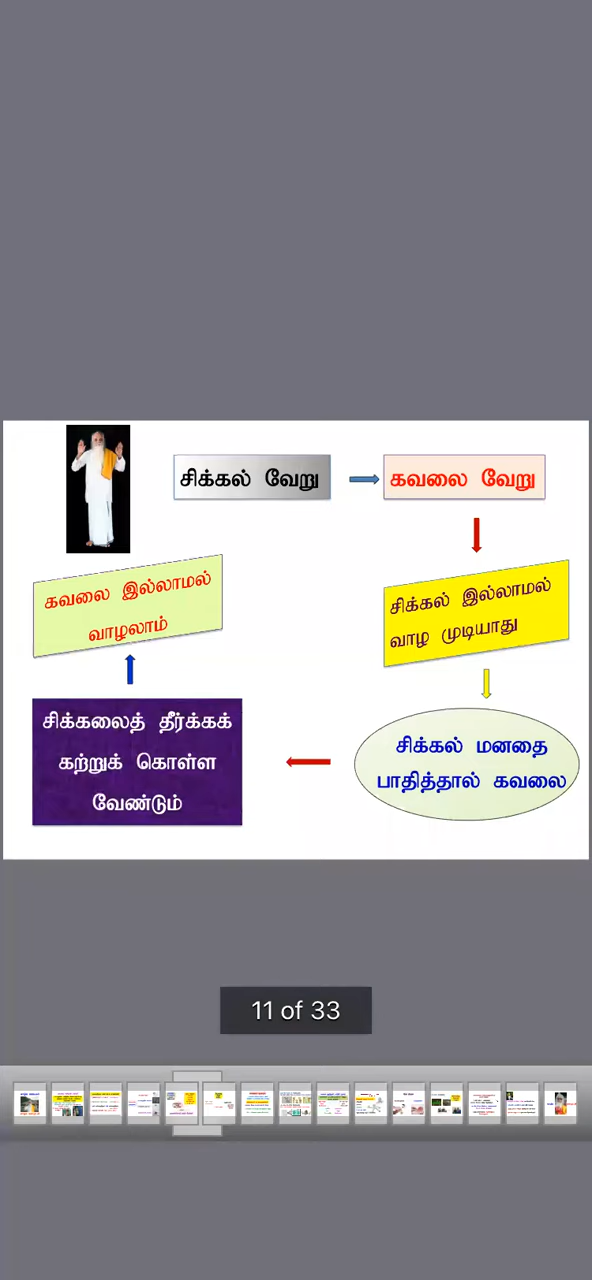 சிக்கல் வேறு
கவலை வேறு
சிக்கல் இல்லாமல்
வாழ முடியாது
சிக்கல் மனதை
பாதித்தால் கவலை
சிக்கலைத் தீர்க்கக்
கற்றுக் கொள்ள
வேண்டும்
கவலை இல்லாமல்
வாழலாம்
11 of 33